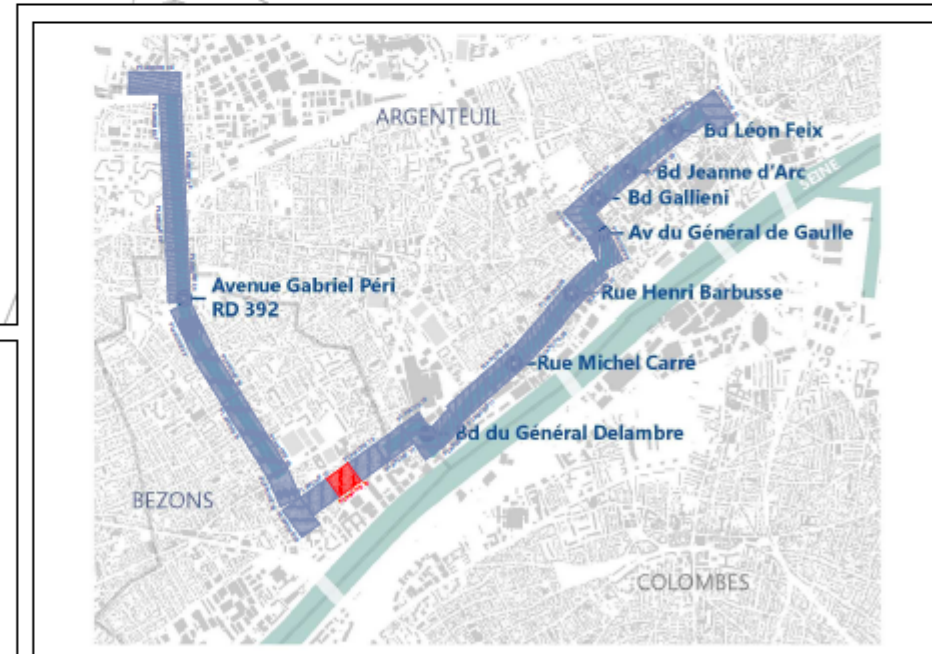 ARGENTEUIL
Bd Léon Feix
Bd Jeanne d'Arc
SEINE
Bd Gallieni
Av du Général de Gaulle
Avenue Gabriel Péri
RD 392
Rue Henri Barbusse
Rue Michel Carré
Bd du Général Delambre
BEZONS
COLOMBES